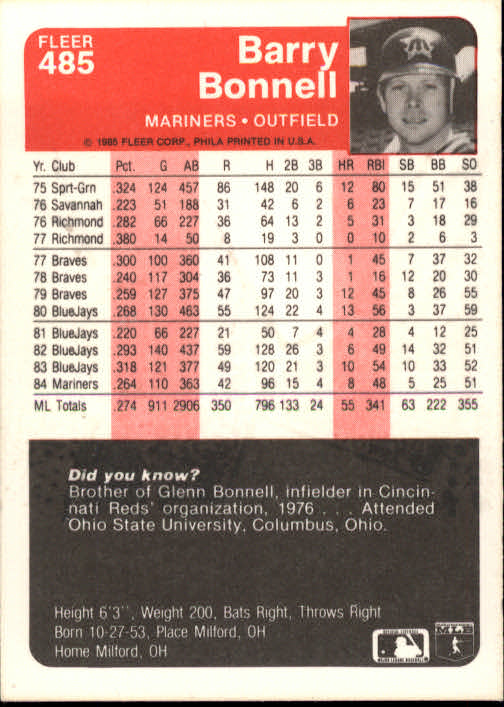 FLEER
485
Barry
Bonnell
MARINERS • OUTFIELD
© 1985 FLEER CORP., PHILA PRINTED IN U.S.A.
Yr. Club Pct. G AB R H 2B 3B HR RBI SB BB SO
75 Sprt-Grn .324 124 457 86 148 20 6 12 80 15 51 38
76 Savannah .223 51 188 31 42 6 2 6 23 7 17 16
76 Richmond .282 66 227 36 64 13 2 5 31 3 18 29
77 Richmond .380 14 50 8 19 3 0 0 10 2 6 3
77 Braves .300 100 360 41 108 11 0 1 45 7 37 32
78 Braves .240 117 304 36 73 11 3 1 16 12 20 30
79 Braves .259 127 375 47 97 20 3 12 45 8 26 55
80 BlueJays .268 130 463 55 124 22 4 13 56 3 37 59
81 BlueJays .220 66 227 21 50 7 4 4 28 4 12 25
82 BlueJays .293 140 437 59 128 26 3 6 49 14 32 51
83 BlueJays .318 121 377 49 120 21 3 10 54 10 33 52
84 Mariners .264 110 363 42 96 15 4 8 48 5 25 51
ML Totals .274 911 2906 350 796 133 24 55 341 63 222 355
Did you know?
Brother of Glenn Bonnell, infielder in Cincin-
nati Reds' organization, 1976 . . . Attended
Ohio State University, Columbus, Ohio.
Height 6'3'', Weight 200, Bats Right, Throws Right
Born 10-27-53, Place Milford, OH
Home Milford, OH